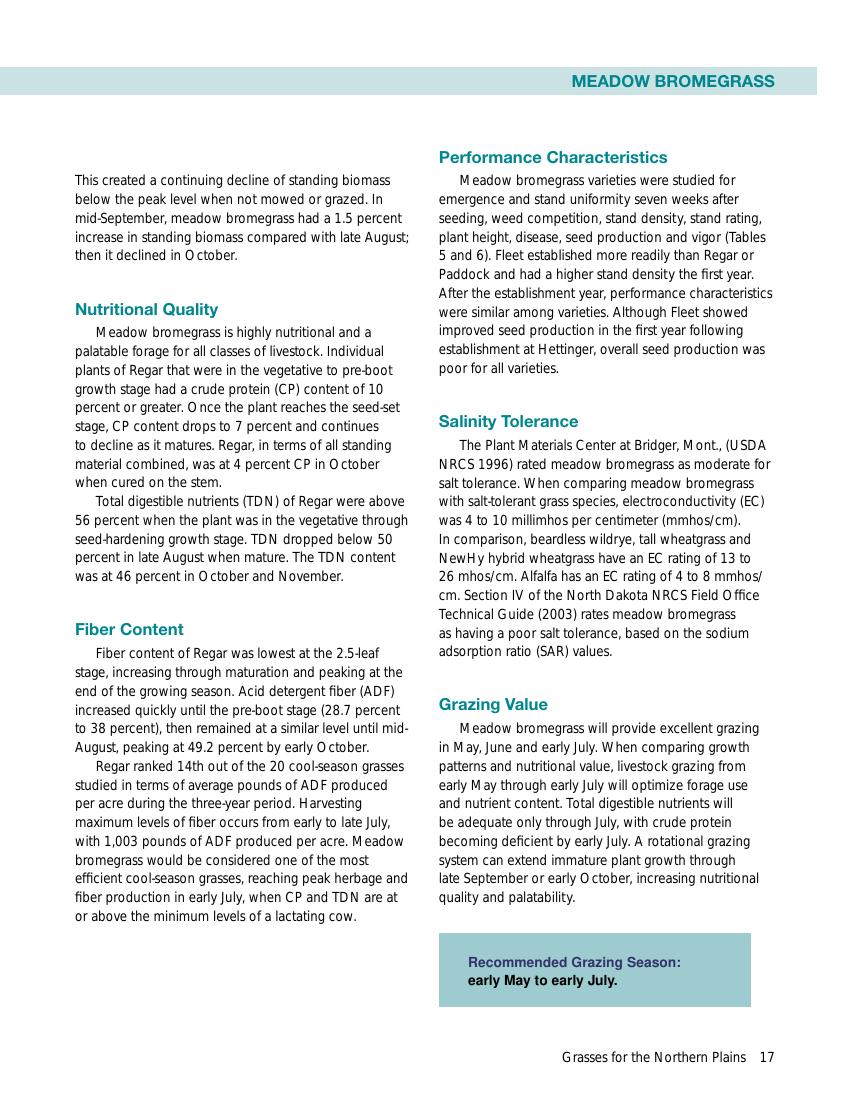 MEADOW BROMEGRASS
This created a continuing decline of standing biomass
below the peak level when not mowed or grazed. In
mid-September, meadow bromegrass had a 1.5 percent
increase in standing biomass compared with late August;
then it declined in October.
Nutritional Quality
Meadow bromegrass is highly nutritional and a
palatable forage for all classes of livestock. Individual
plants of Regar that were in the vegetative to pre-boot
growth stage had a crude protein (CP) content of 10
percent or greater. Once the plant reaches the seed-set
stage, CP content drops to 7 percent and continues
to decline as it matures. Regar, in terms of all standing
material combined, was at 4 percent CP in October
when cured on the stem.
Total digestible nutrients (TDN) of Regar were above
56 percent when the plant was in the vegetative through
seed-hardening growth stage. TDN dropped below 50
percent in late August when mature. The TDN content
was at 46 percent in October and November.
Fiber Content
Fiber content of Regar was lowest at the 2.5-leaf
stage, increasing through maturation and peaking at the
end of the growing season. Acid detergent fiber (ADF)
increased quickly until the pre-boot stage (28.7 percent
to 38 percent), then remained at a similar level until mid-
August, peaking at 49.2 percent by early October.
Regar ranked 14th out of the 20 cool-season grasses
studied in terms of average pounds of ADF produced
per acre during the three-year period. Harvesting
maximum levels of fiber occurs from early to late July,
with 1,003 pounds of ADF produced per acre. Meadow
bromegrass would be considered one of the most
efficient cool-season grasses, reaching peak herbage and
fiber production in early July, when CP and TDN are at
or above the minimum levels of a lactating cow.
Performance Characteristics
Meadow bromegrass varieties were studied for
emergence and stand uniformity seven weeks after
seeding, weed competition, stand density, stand rating,
plant height, disease, seed production and vigor (Tables
5 and 6). Fleet established more readily than Regar or
Paddock and had a higher stand density the first year.
After the establishment year, performance characteristics
were similar among varieties. Although Fleet showed
improved seed production in the first year following
establishment at Hettinger, overall seed production was
poor for all varieties.
Salinity Tolerance
The Plant Materials Center at Bridger, Mont., (USDA
NRCS 1996) rated meadow bromegrass as moderate for
salt tolerance. When comparing meadow bromegrass
with salt-tolerant grass species, electroconductivity (EC)
was 4 to 10 millimhos per centimeter (mmhos/cm).
In comparison, beardless wildrye, tall wheatgrass and
NewHy hybrid wheatgrass have an EC rating of 13 to
26 mhos/cm. Alfalfa has an EC rating of 4 to 8 mmhos/
cm. Section IV of the North Dakota NRCS Field Office
Technical Guide (2003) rates meadow bromegrass
as having a poor salt tolerance, based on the sodium
adsorption ratio (SAR) values.
Grazing Value
Meadow bromegrass will provide excellent grazing
in May, June and early July. When comparing growth
patterns and nutritional value, livestock grazing from
early May through early July will optimize forage use
and nutrient content. Total digestible nutrients will
be adequate only through July, with crude protein
becoming deficient by early July. A rotational grazing
system can extend immature plant growth through
late September or early October, increasing nutritional
quality and palatability.
Recommended Grazing Season:
early May to early July.
Grasses for the Northern Plains 17